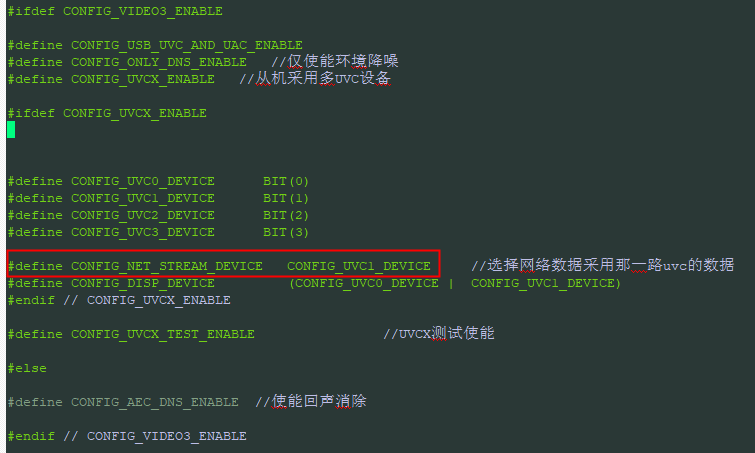 #ifdef CONFIG_VIDEO3_ENABLE
#define CONFIG_USB_UVC_AND_UAC_ENABLE
#define CONFIG_ONLY_DNS_ENABLE //仅使能环境降噪
#define CONFIG_UVCX_ENABLE //从机采用多UVC设备
#ifdef CONFIG_UVCX_ENABLE
#define CONFIG_UVC0_DEVICE BIT(0)
#define CONFIG_UVC1_DEVICE BIT(1)
#define CONFIG_UVC2_DEVICE BIT(2)
#define CONFIG_UVC3_DEVICE BIT(3)
#define CONFIG_NET_STREAM_DEVICE CONFIG_UVC1_DEVICE //选择网络数据采用那一路uvc的数据
#define CONFIG_DISP_DEVICE (CONFIG_UVC0_DEVICE | CONFIG_UVC1_DEVICE)
#endif // CONFIG_UVCX_ENABLE
#define CONFIG_UVCX_TEST_ENABLE //UVCX测试使能
#else
#define CONFIG_AEC_DNS_ENABLE //使能回声消除
#endif // CONFIG_VIDEO3_ENABLE